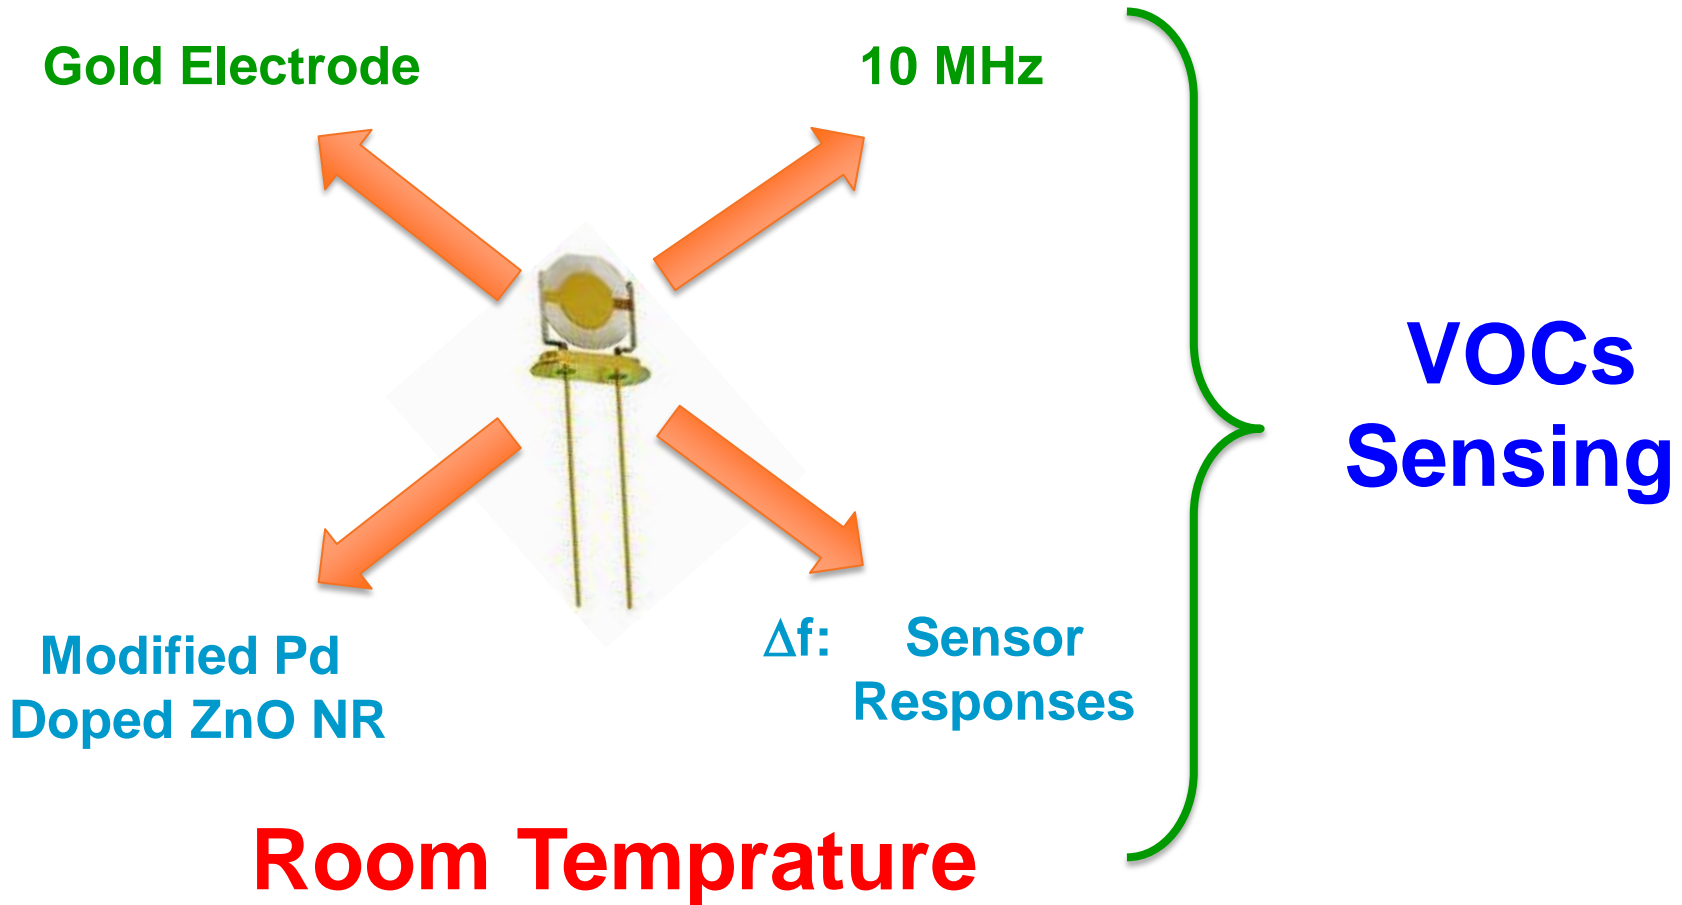 Gold Electrode
10 MHz
VOCs
Sensing
Modified Pd
Doped ZnO NR
Δf: Sensor
Responses
Room Temprature